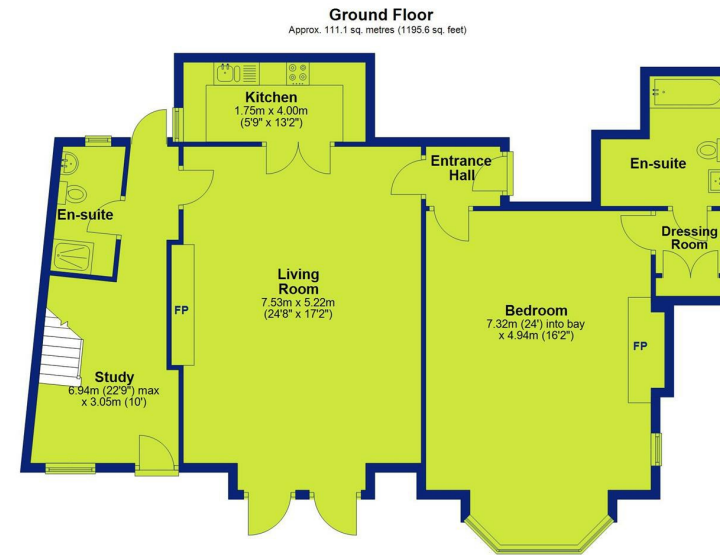 Ground Floor
Approx. 111.1 sq. metres (1195.6 sq. feet)
Kitchen
1.75m x 4.00m
(5'9" x 13'2")
Entrance
Hall
En-suite
En-suite
Dressing
Room
Living
Room
7.53m x 5.22m
(24'8" x 17'2")
FP
Bedroom
7.32m (24') into bay
x 4.94m (16'2")
FP
Study
6.94m (22'9") max
x 3.05m (10')